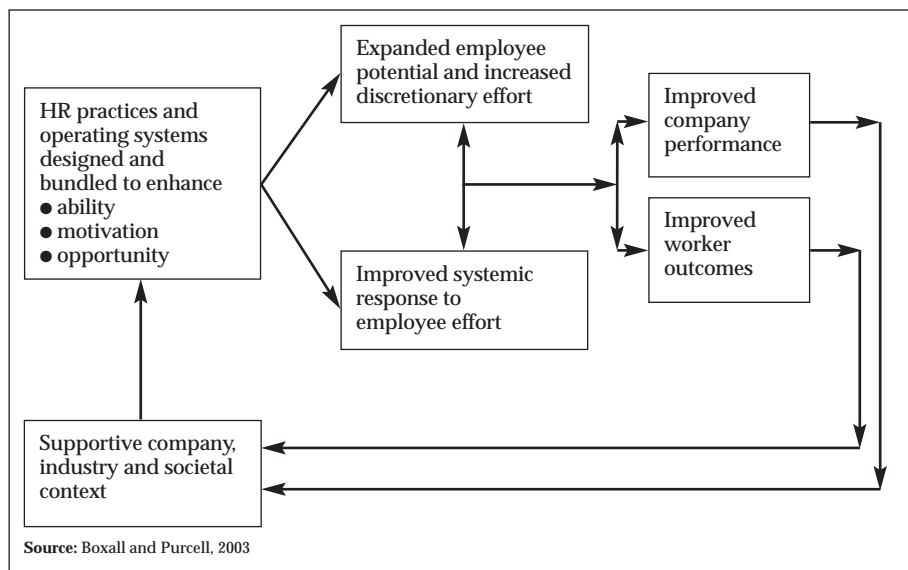 HR practices and
operating systems
designed and
bundled to enhance
● ability
● motivation
● opportunity
Expanded employee
potential and increased
discretionary effort
Improved systemic
response to
employee effort
Improved
company
performance
Improved
worker
outcomes
Supportive company,
industry and societal
context
Source: Boxall and Purcell, 2003